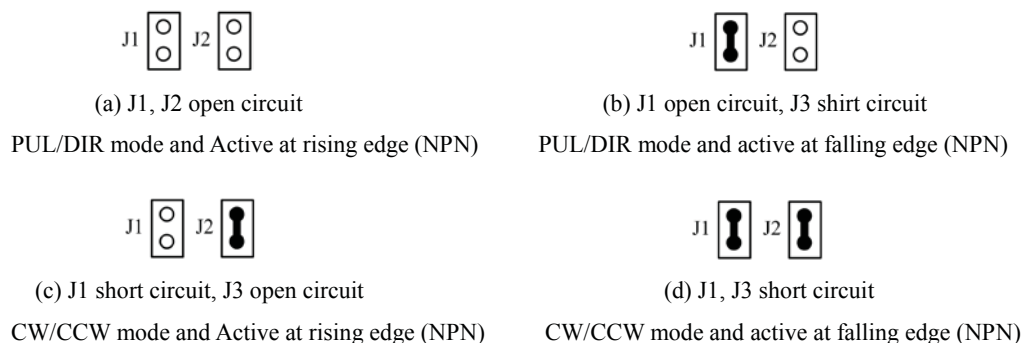 J1 J2 J1 J2
(a) J1, J2 open circuit (b) J1 open circuit, J3 shirt circuit
PUL/DIR mode and Active at rising edge (NPN) PUL/DIR mode and active at falling edge (NPN)
J1 J2 J1 J2
(c) J1 short circuit, J3 open circuit (d) J1, J3 short circuit
CW/CCW mode and Active at rising edge (NPN) CW/CCW mode and active at falling edge (NPN)